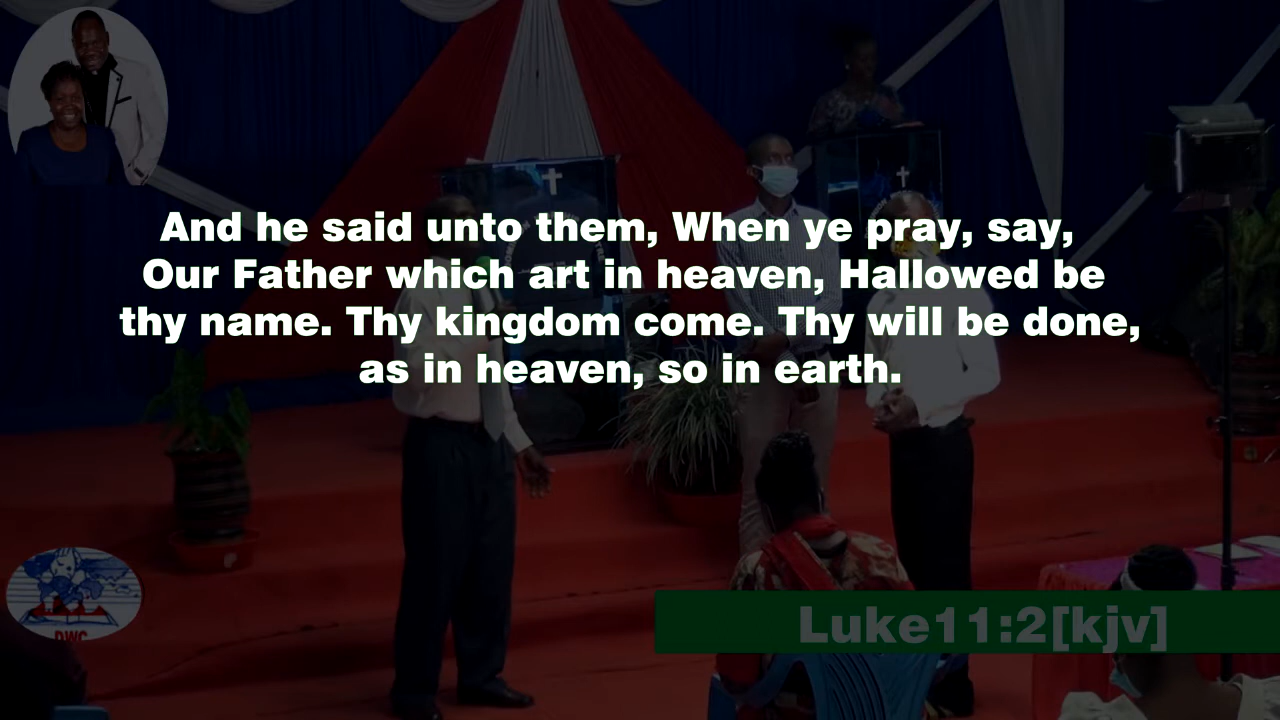 And he said unto them, When ye pray, say,
Our Father which art in heaven, Hallowed be
thy name. Thy kingdom come. Thy will be done,
as in heaven, so in earth.
DWC
Luke11:2[kjv]